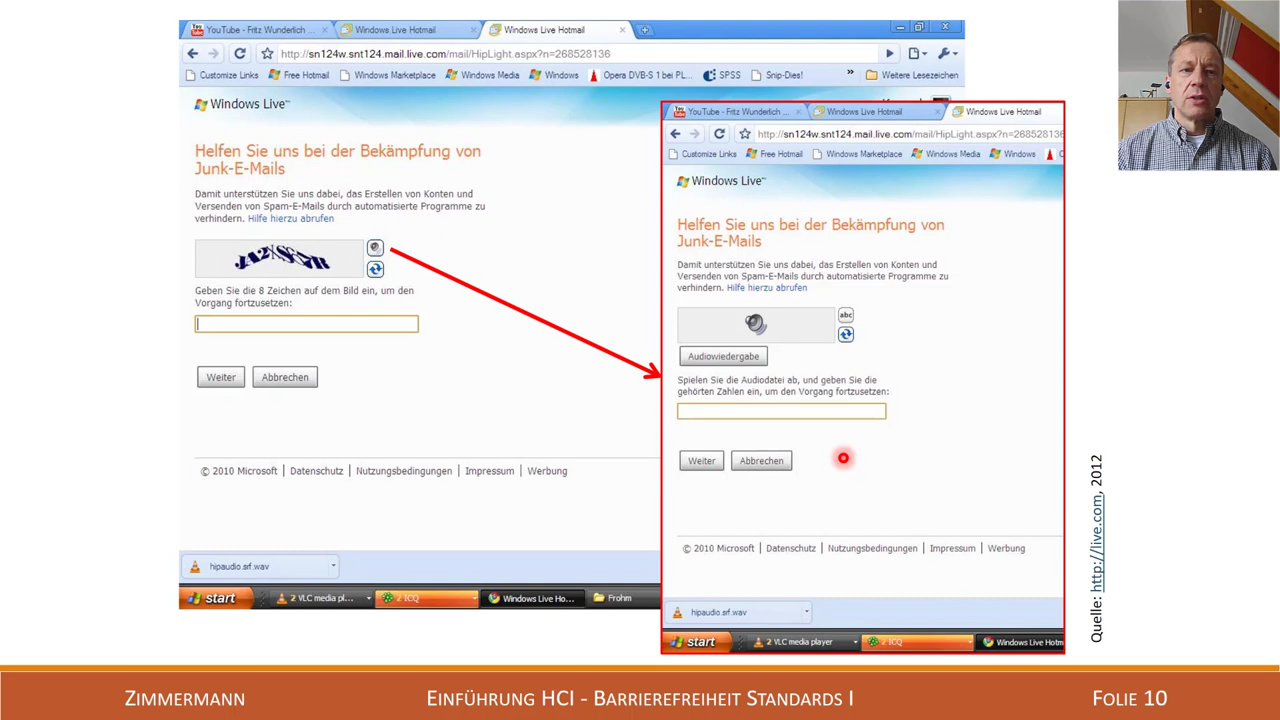 YouTube - Fritz Wunderlich ...
Windows Live Hotmail
Windows Live Hotmail
http://sn124w.snt124.mail.live.com/mail/HipLight.aspx?n=268528136
Customize Links
Free Hotmail
Windows Marketplace
Windows Media
Windows
Opera DVB-S 1 bei PL...
SPSS
Snip-Dies!
»
Weitere Lesezeichen
Windows Live™
Helfen Sie uns bei der Bekämpfung von
Junk-E-Mails
Damit unterstützen Sie uns dabei, das Erstellen von Konten und
Versenden von Spam-E-Mails durch automatisierte Programme zu
verhindern. Hilfe hierzu abrufen
Geben Sie die 8 Zeichen auf dem Bild ein, um den
Vorgang fortzusetzen:
Weiter
Abbrechen
© 2010 Microsoft | Datenschutz | Nutzungsbedingungen | Impressum | Werbung
hipaudio.srf.wav
start
2 VLC media pl...
2 ICQ
Windows Live Ho...
Frohm
YouTube - Fritz Wunderlich ...
Windows Live Hotmail
Windows Live Hotmail
http://sn124w.snt124.mail.live.com/mail/HipLight.aspx?n=26852813
Customize Links
Free Hotmail
Windows Marketplace
Windows Media
Windows
Windows Live™
Helfen Sie uns bei der Bekämpfung von
Junk-E-Mails
Damit unterstützen Sie uns dabei, das Erstellen von Konten und
Versenden von Spam-E-Mails durch automatisierte Programme zu
verhindern. Hilfe hierzu abrufen
abc
Audiowiedergabe
Spielen Sie die Audiodatei ab, und geben Sie die
gehörten Zahlen ein, um den Vorgang fortzusetzen:
Weiter
Abbrechen
© 2010 Microsoft | Datenschutz | Nutzungsbedingungen | Impressum | Werbung
hipaudio.srf.wav
start
2 VLC media player
2 ICQ
Windows Live Hotm
Quelle: http://live.com, 2012
ZIMMERMANN
EINFÜHRUNG HCI - BARRIEREFREIHEIT STANDARDS I
FOLIE 10